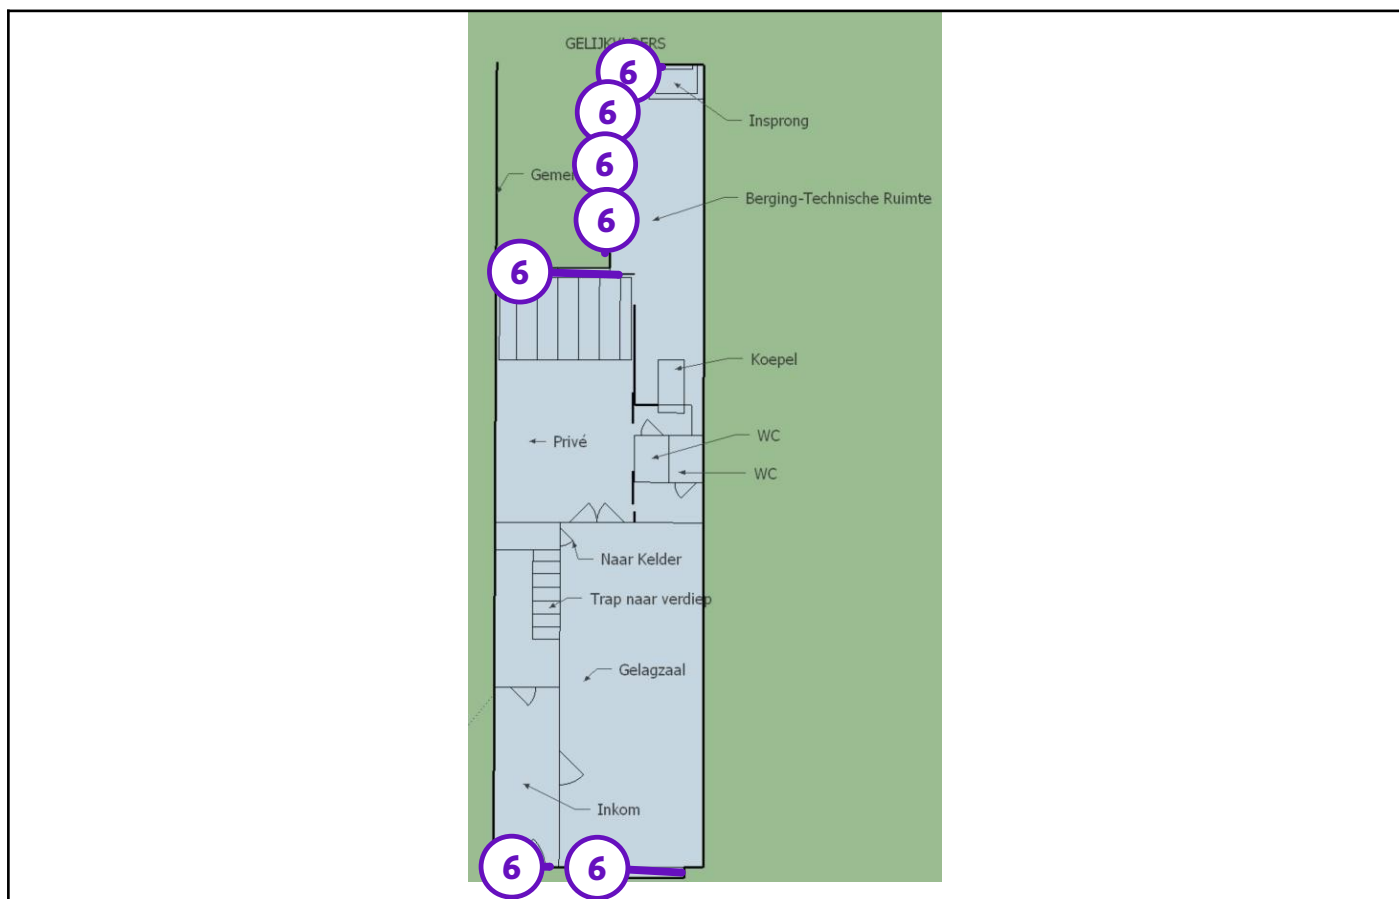 6
6
Insprong
6
6
Berging-Technische Ruimte
6
Koepel
Privé
WC
WC
Naar Kelder
Trap naar verdiep
Gelagzaal
Inkom
6
6